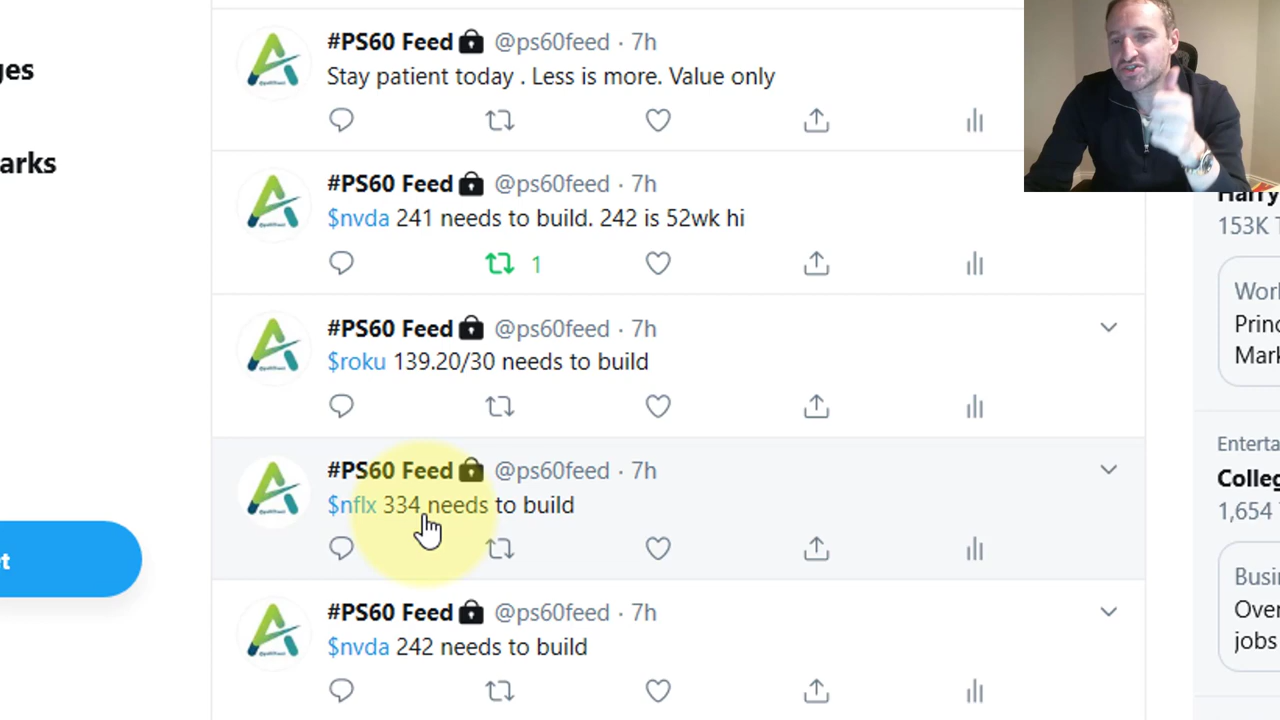 ges
arks
t
#PS60 Feed @ps60feed · 7h
Stay patient today . Less is more. Value only
#PS60 Feed @ps60feed · 7h
$nvda 241 needs to build. 242 is 52wk hi
1
#PS60 Feed @ps60feed · 7h
$roku 139.20/30 needs to build
#PS60 Feed @ps60feed · 7h
$nflx 334 needs to build
#PS60 Feed @ps60feed · 7h
$nvda 242 needs to build
Harry
153K T
Worl
Princ
Mark
Enterta
Colleg
1,654
Busi
Over
jobs